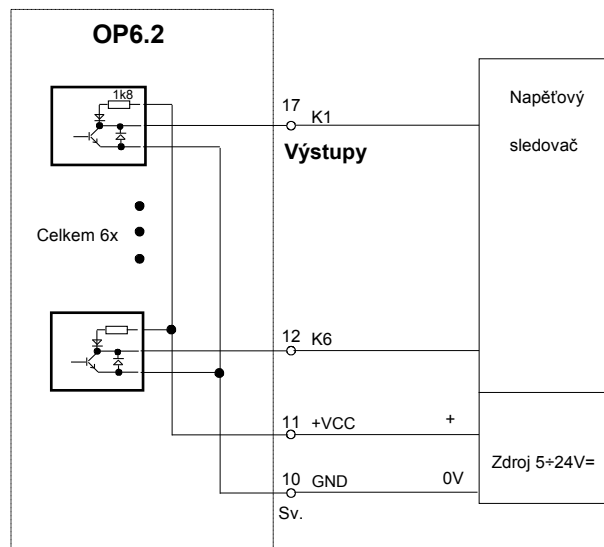 OP6.2
1k8
17
K1
Výstupy
Napěťový
sledovač
Celkem 6x
12
K6
11
+VCC
+
10
GND
0V
Zdroj 5÷24V=
Sv.